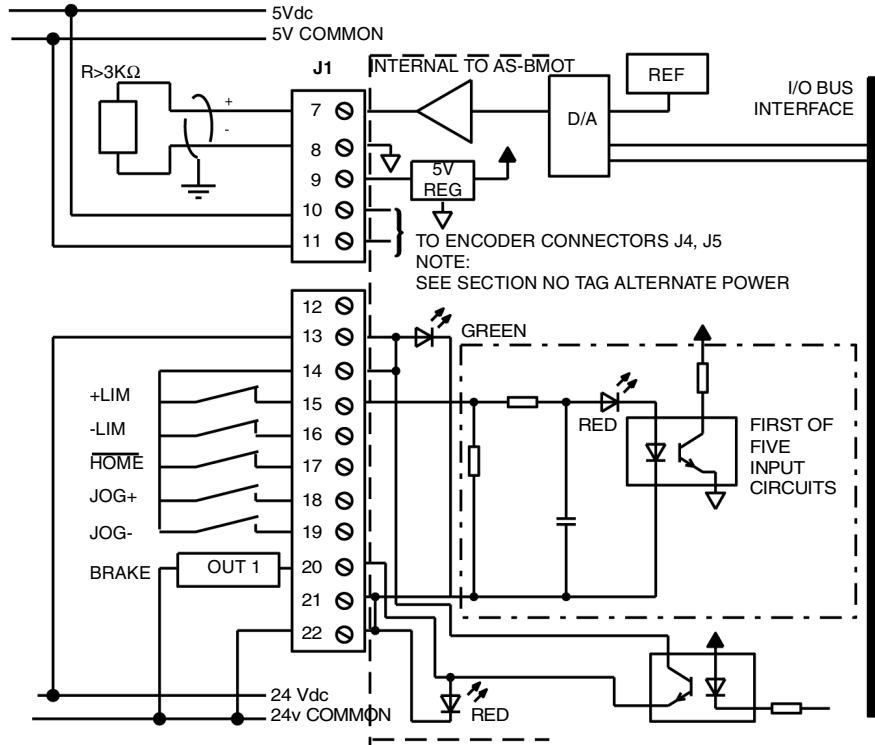 5Vdc
5V COMMON
R>3KΩ
J1
INTERNAL TO AS-BMOT
REF
I/O BUS
INTERFACE
+
-
7
D/A
8
9
5V
REG
10
11
TO ENCODER CONNECTORS J4, J5
NOTE:
SEE SECTION NO TAG ALTERNATE POWER
12
13
GREEN
14
+LIM
15
-LIM
16
RED
FIRST OF
FIVE
INPUT
CIRCUITS
HOME
17
JOG+
18
JOG-
19
BRAKE
OUT 1
20
21
22
24 Vdc
24v COMMON
RED